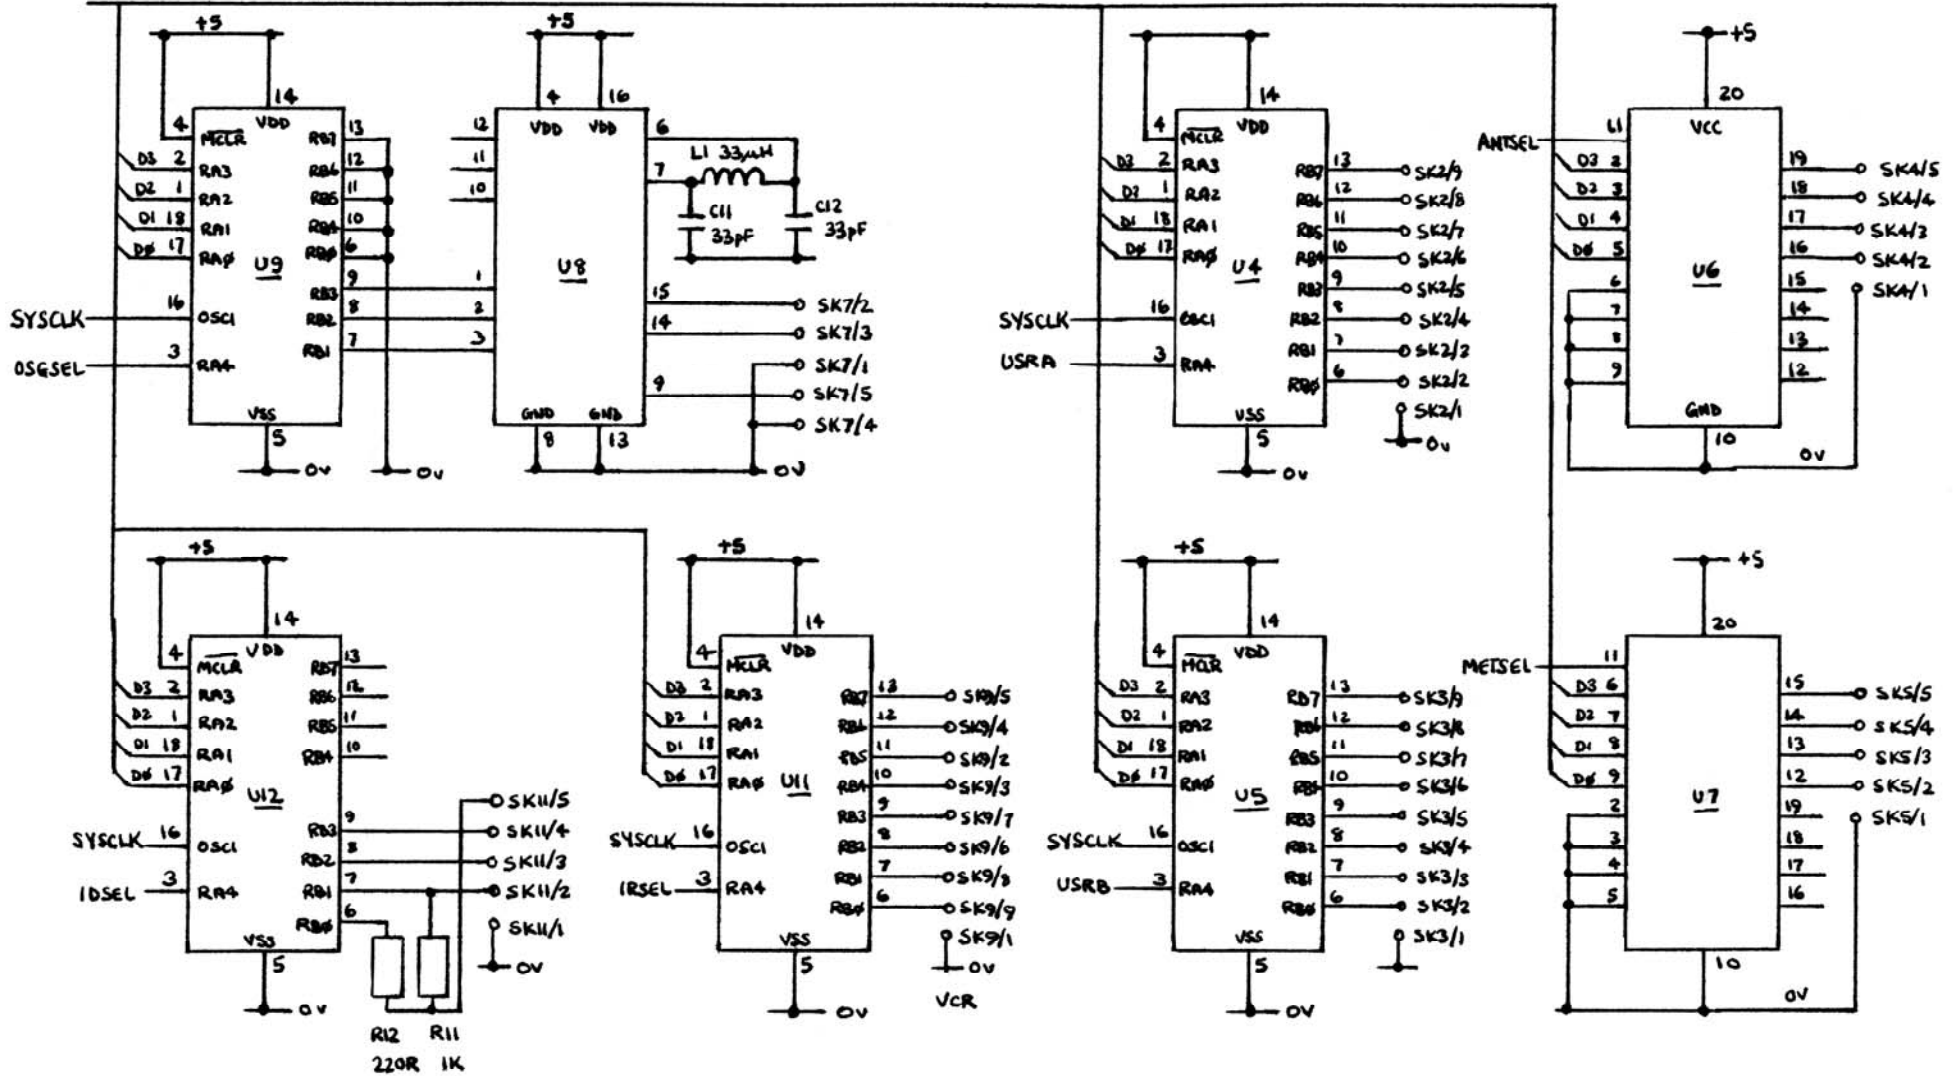 +5
14
VDD
4 MCLR
D3 2 RA3
D2 1 RA2
D1 18 RA1
DØ 17 RAØ
U9
SYSCLK 16 OSC1
OSGSEL 3 RA4
RB7 13
RB6 12
RB5 11
RB4 10
RBØ 6
RB3 9
RB2 8
RB1 7
VSS
5
0v
0v
+5
4 16
VDD VDD
12
11
10
1
2
3
U8
6
7
L1 33µH
C11
33pF
C12
33pF
15 SK7/2
14 SK7/3
SK7/1
9 SK7/5
SK7/4
GND GND
8 13
0v
14
VDD
4 MCLR
D3 2 RA3
D2 1 RA2
D1 18 RA1
DØ 17 RAØ
U4
SYSCLK 16 OSC1
USRA 3 RA4
RB7 13 SK2/9
RB6 12 SK2/8
RB5 11 SK2/7
RB4 10 SK2/6
RB3 9 SK2/5
RB2 8 SK2/4
RB1 7 SK2/3
RBØ 6 SK2/2
SK2/1
0v
VSS
5
0v
+5
20
VCC
ANTSEL 11
D3 2
D2 3
D1 4
DØ 5
6
7
8
9
U6
19 SK4/5
18 SK4/4
17 SK4/3
16 SK4/2
15 SK4/1
14
13
12
GND
10
0v
+5
14
VDD
4 MCLR
D3 2 RA3
D2 1 RA2
D1 18 RA1
DØ 17 RAØ
U12
SYSCLK 16 OSC1
IDSEL 3 RA4
RB7 13
RB6 12
RB5 11
RB4 10
SK11/5
RB3 9 SK11/4
RB2 8 SK11/3
RB1 7 SK11/2
RBØ 6
SK11/1
0v
VSS
5
0v
R12 R11
220R 1K
+5
14
VDD
4 MCLR
D3 2 RA3
D2 1 RA2
D1 18 RA1
DØ 17 RAØ
U11
SYSCLK 16 OSC1
IRSEL 3 RA4
RB7 13 SK9/5
RB6 12 SK9/4
RB5 11 SK9/2
RB4 10 SK9/3
RB3 9 SK9/7
RB2 8 SK9/6
RB1 7 SK9/8
RBØ 6 SK9/9
SK9/1
0v
VCR
VSS
5
0v
+5
14
VDD
4 MCLR
D3 2 RA3
D2 1 RA2
D1 18 RA1
DØ 17 RAØ
U5
SYSCLK 16 OSC1
USRB 3 RA4
RB7 13 SK3/9
RB6 12 SK3/8
RB5 11 SK3/7
RB4 10 SK3/6
RB3 9 SK3/5
RB2 8 SK3/4
RB1 7 SK3/3
RBØ 6 SK3/2
SK3/1
VSS
5
0v
+5
20
METSEL 11
D3 6
D2 7
D1 8
DØ 9
2
3
4
5
U7
15 SK5/5
14 SK5/4
13 SK5/3
12 SK5/2
19 SK5/1
18
17
16
10
0v